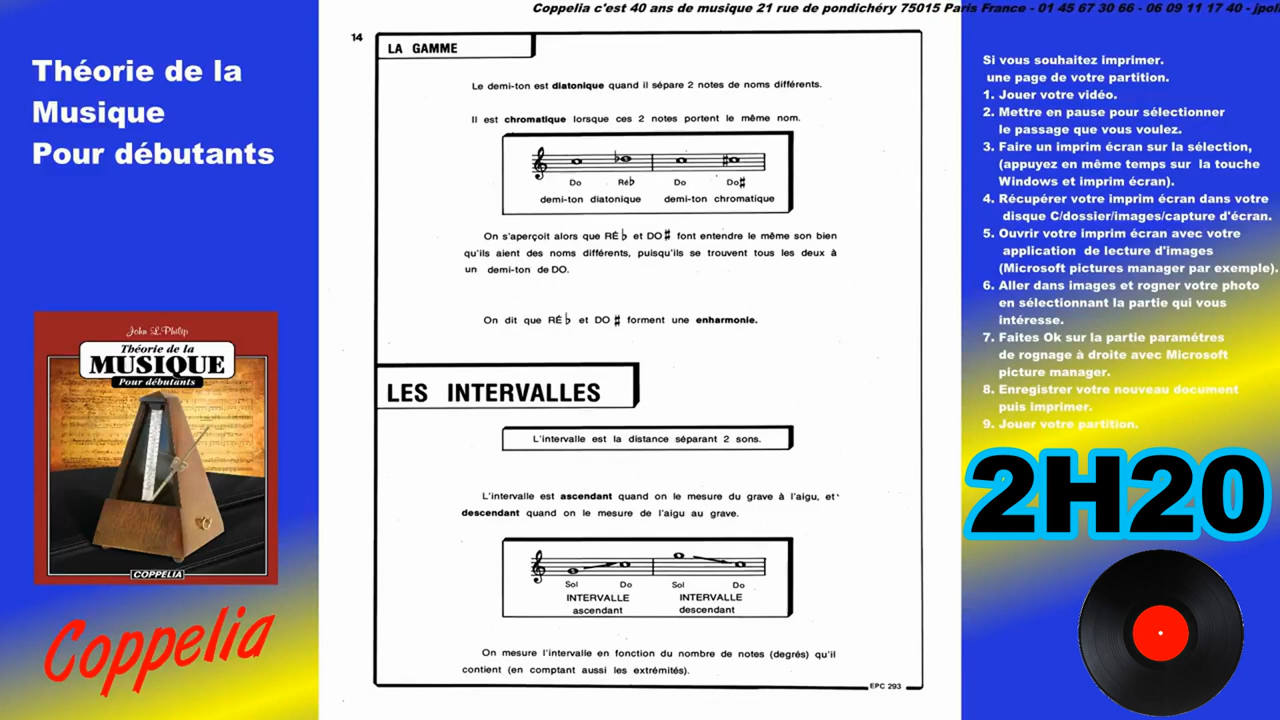 Coppelia c'est 40 ans de musique 21 rue de pondichéry 75015 Paris France - 01 45 67 30 66 - 06 09 11 17 40 - jpoli
Théorie de la
Musique
Pour débutants
John L. Philip
Théorie de la
MUSIQUE
Pour débutants
COPPELIA
Coppelia
14
LA GAMME
Le demi-ton est diatonique quand il sépare 2 notes de noms différents.
Il est chromatique lorsque ces 2 notes portent le même nom.
Do Ré♭ Do Do♯
demi-ton diatonique demi-ton chromatique
On s'aperçoit alors que RÉ♭ et DO♯ font entendre le même son bien
qu'ils aient des noms différents, puisqu'ils se trouvent tous les deux à
un demi-ton de DO.
On dit que RÉ♭ et DO♯ forment une enharmonie.
LES INTERVALLES
L'intervalle est la distance séparant 2 sons.
L'intervalle est ascendant quand on le mesure du grave à l'aigu, et
descendant quand on le mesure de l'aigu au grave.
Sol Do Sol Do
INTERVALLE INTERVALLE
ascendant descendant
On mesure l'intervalle en fonction du nombre de notes (degrés) qu'il
contient (en comptant aussi les extrémités).
EPC 293
Si vous souhaitez imprimer.
une page de votre partition.
1. Jouer votre vidéo.
2. Mettre en pause pour sélectionner
le passage que vous voulez.
3. Faire un imprim écran sur la sélection,
(appuyez en même temps sur la touche
Windows et imprim écran).
4. Récupérer votre imprim écran dans votre
disque C/dossier/images/capture d'écran.
5. Ouvrir votre imprim écran avec votre
application de lecture d'images
(Microsoft pictures manager par exemple).
6. Aller dans images et rogner votre photo
en sélectionnant la partie qui vous
intéresse.
7. Faites Ok sur la partie paramétres
de rognage à droite avec Microsoft
picture manager.
8. Enregistrer votre nouveau document
puis imprimer.
9. Jouer votre partition.
2H20